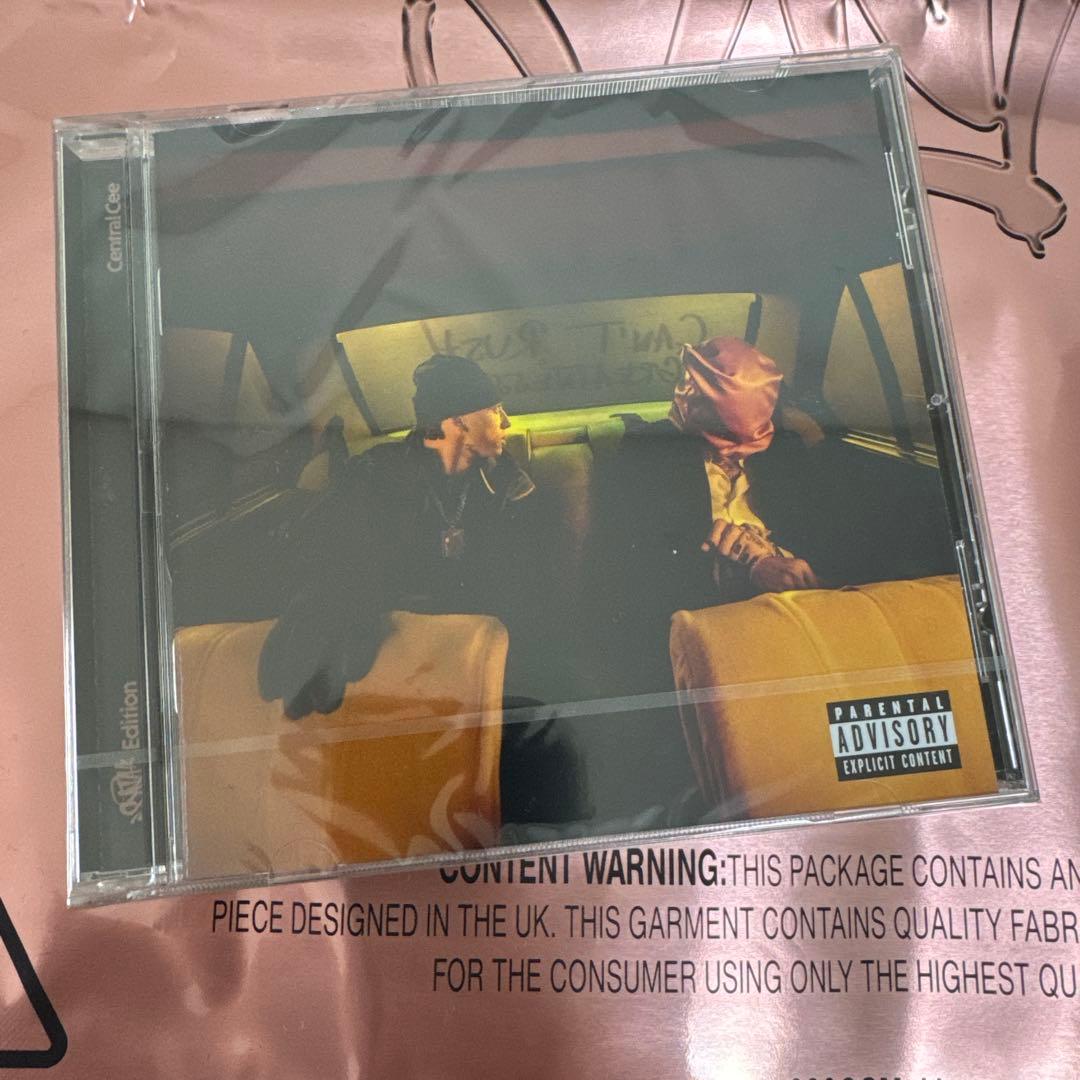 Central Cee
Edition
CAN'T RUSH
GREATNESS
PARENTAL
ADVISORY
EXPLICIT CONTENT
CONTENT WARNING:THIS PACKAGE CONTAINS AN
PIECE DESIGNED IN THE UK. THIS GARMENT CONTAINS QUALITY FABR
FOR THE CONSUMER USING ONLY THE HIGHEST QU